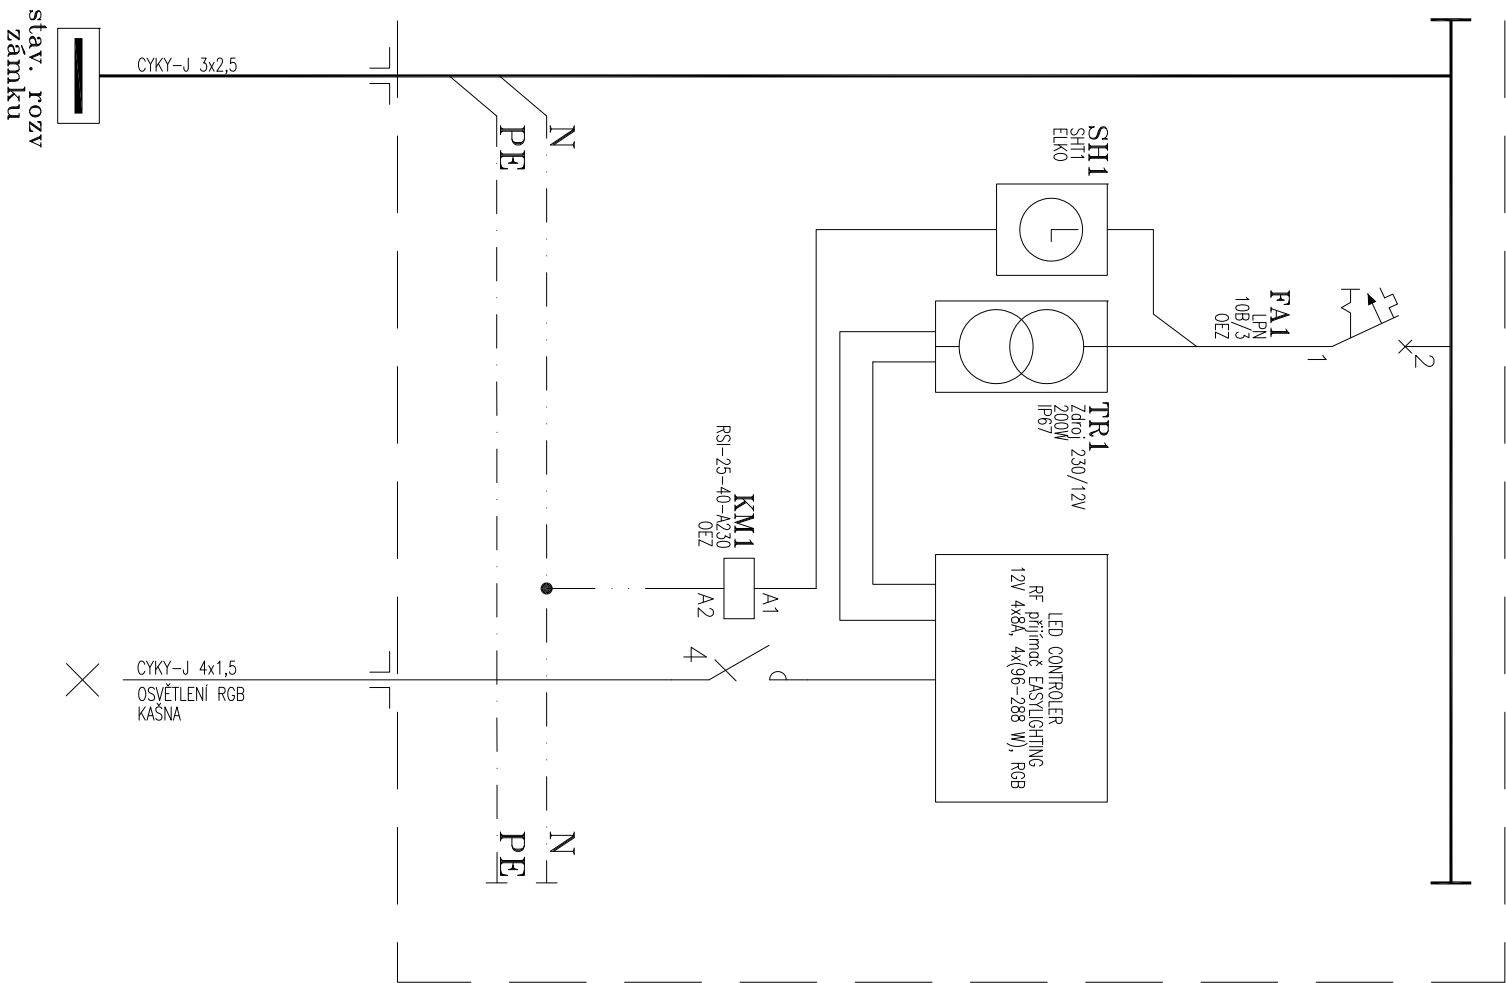 stav. rozv
zámku
CYKY-J 3x2,5
N
PE
SH1
SHT1
ELKO
FA1
LPN
10B/3
OEZ
1
2
TR1
Zdroj 230/12V
200W
IP67
KM1
RSI-25-40-A230
OEZ
A1
A2
4
LED CONTROLER
RF přijímač EASYLIGHTING
12V 4x8A, 4x(96-288 W), RGB
CYKY-J 4x1,5
OSVĚTLENÍ RGB
KAŠNA
N
PE